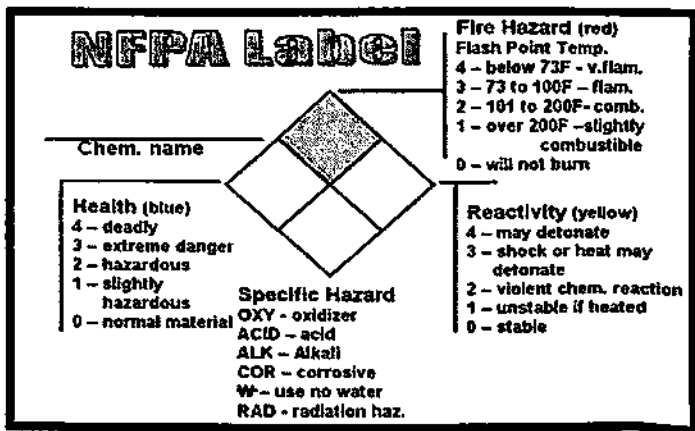 NFPA Label
Fire Hazard (red)
Flash Point Temp.
4 – below 73F - v.flam.
3 – 73 to 100F – flam.
2 – 101 to 200F- comb.
1 – over 200F –slightly
combustible
0 – will not burn
Chem. name
Health (blue)
4 – deadly
3 – extreme danger
2 – hazardous
1 – slightly
hazardous
0 – normal material
Reactivity (yellow)
4 – may detonate
3 – shock or heat may
detonate
2 – violent chem. reaction
1 – unstable if heated
0 – stable
Specific Hazard
OXY - oxidizer
ACID – acid
ALK – Alkali
COR – corrosive
W – use no water
RAD - radiation haz.